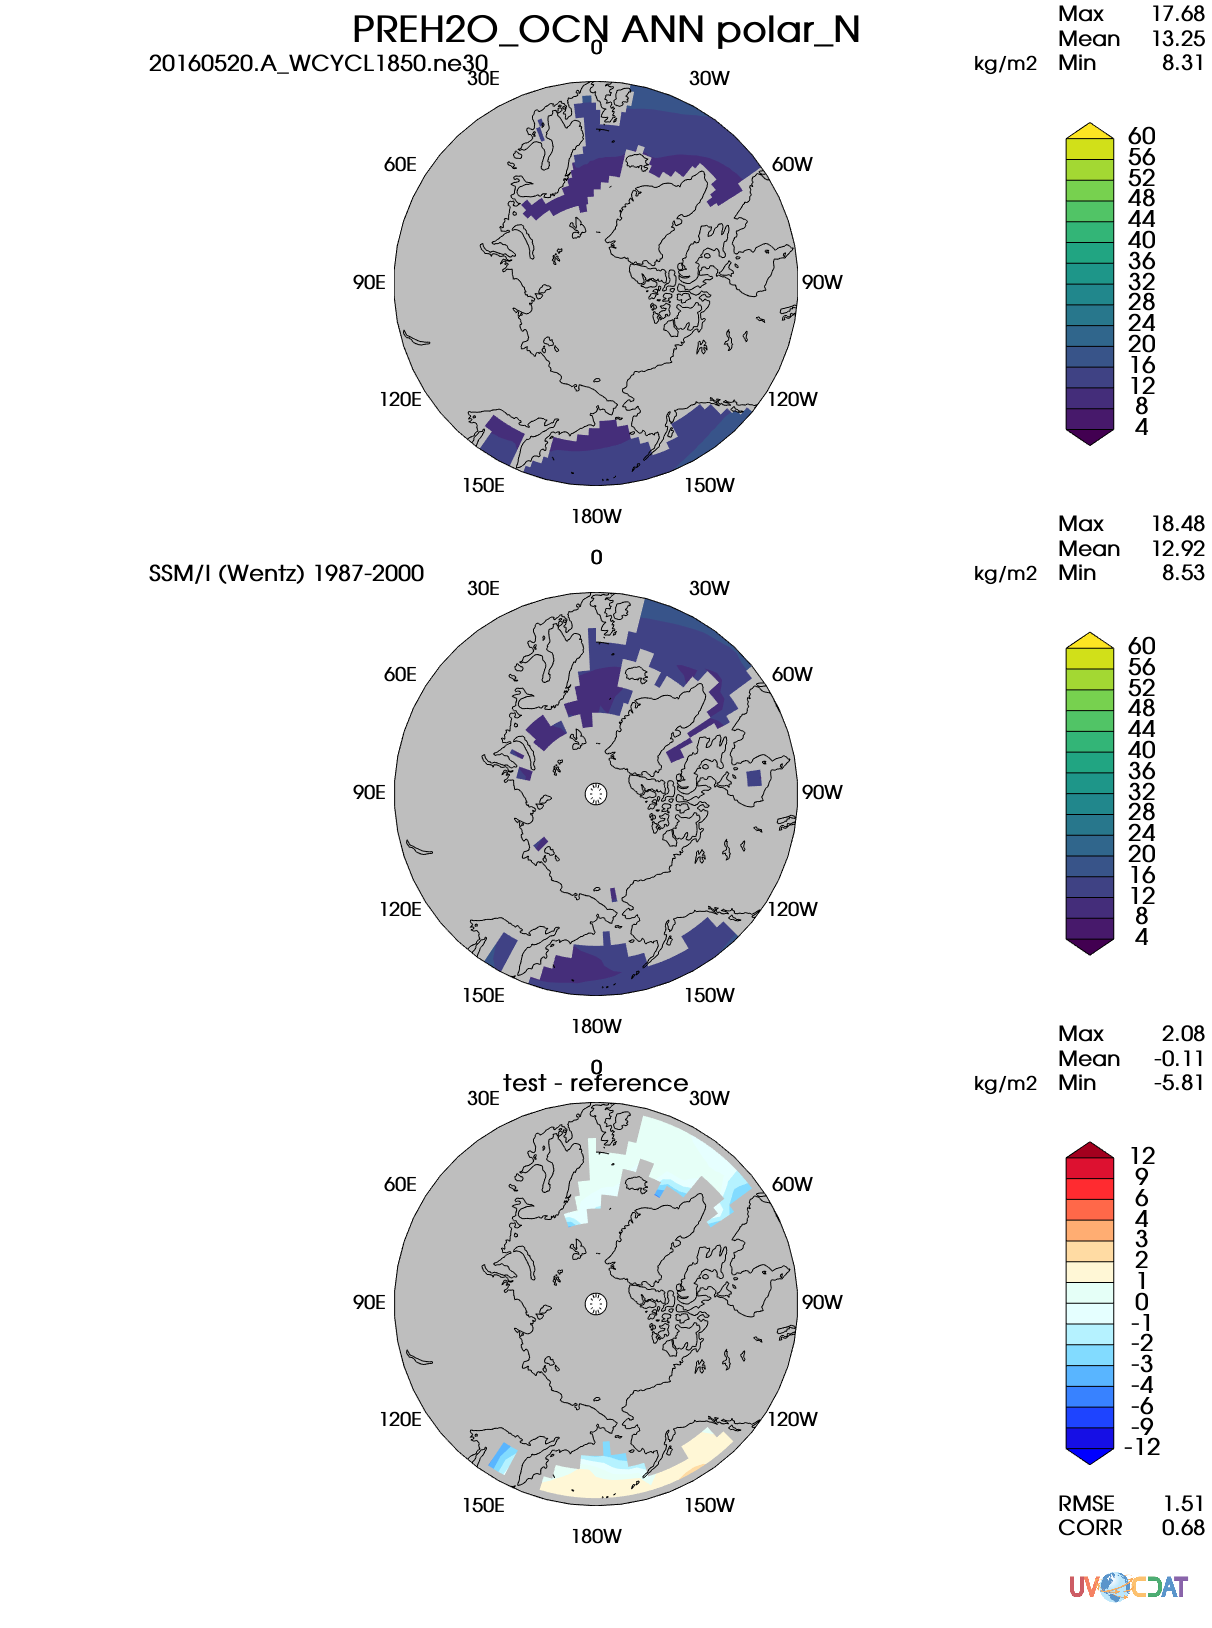 PREH2O_OCN ANN polar_N
20160520.A_WCYCL1850.ne30
kg/m2
Max 17.68
Mean 13.25
Min 8.31
0
30E 30W
60E 60W
90E 90W
120E 120W
150E 150W
180W
60
56
52
48
44
40
36
32
28
24
20
16
12
8
4
SSM/I (Wentz) 1987-2000
kg/m2
Max 18.48
Mean 12.92
Min 8.53
0
30E 30W
60E 60W
90E 90W
120E 120W
150E 150W
180W
60
56
52
48
44
40
36
32
28
24
20
16
12
8
4
test - reference
kg/m2
Max 2.08
Mean -0.11
Min -5.81
0
30E 30W
60E 60W
90E 90W
120E 120W
150E 150W
180W
12
9
6
4
3
2
1
0
-1
-2
-3
-4
-6
-9
-12
RMSE 1.51
CORR 0.68
UV CDAT